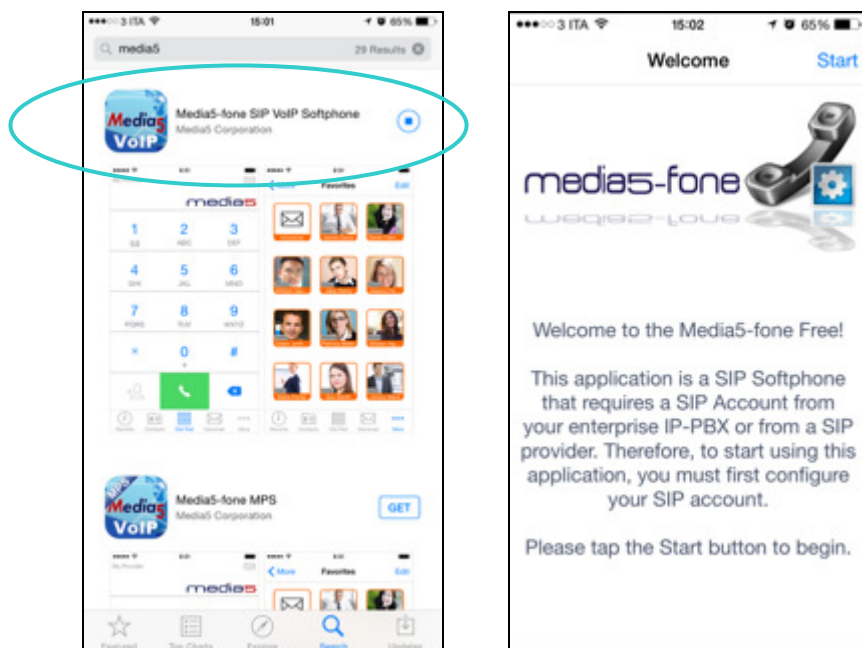 3 ITA 15:01 65%
media5 29 Results
Media5 VoIP
Media5-fone SIP VoIP Softphone
Media5 Corporation
More Favorites Edit
media5
1 2 ABC 3 DEF
4 GHI 5 JKL 6 MNO
7 PQRS 8 TUV 9 WXYZ
* 0 + #
MPS
Media5 VoIP
Media5-fone MPS
Media5 Corporation
GET
My Provider
More Favorites Edit
media5
Featured Top Charts Explore Search Updates
3 ITA 15:02 65%
Welcome Start
media5-fone
Welcome to the Media5-fone Free!
This application is a SIP Softphone
that requires a SIP Account from
your enterprise IP-PBX or from a SIP
provider. Therefore, to start using this
application, you must first configure
your SIP account.
Please tap the Start button to begin.